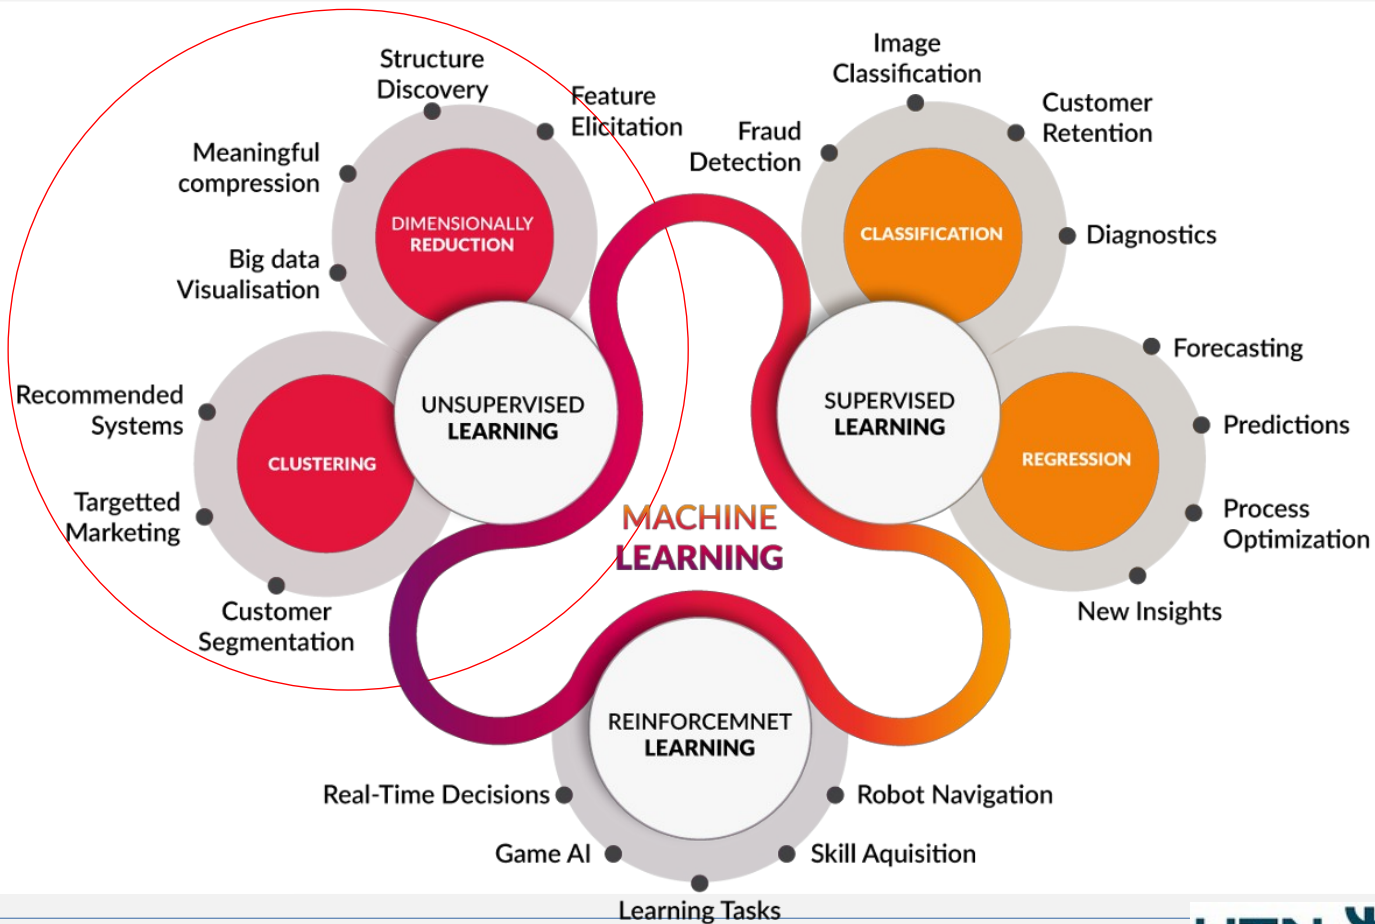 Structure
Discovery
Feature
Elicitation
Meaningful
compression
Big data
Visualisation
DIMENSIONALLY
REDUCTION
Recommended
Systems
Targetted
Marketing
Customer
Segmentation
CLUSTERING
UNSUPERVISED
LEARNING
Image
Classification
Customer
Retention
Fraud
Detection
Diagnostics
CLASSIFICATION
SUPERVISED
LEARNING
Forecasting
Predictions
Process
Optimization
New Insights
REGRESSION
MACHINE
LEARNING
REINFORCEMNET
LEARNING
Real-Time Decisions
Game AI
Learning Tasks
Skill Aquisition
Robot Navigation